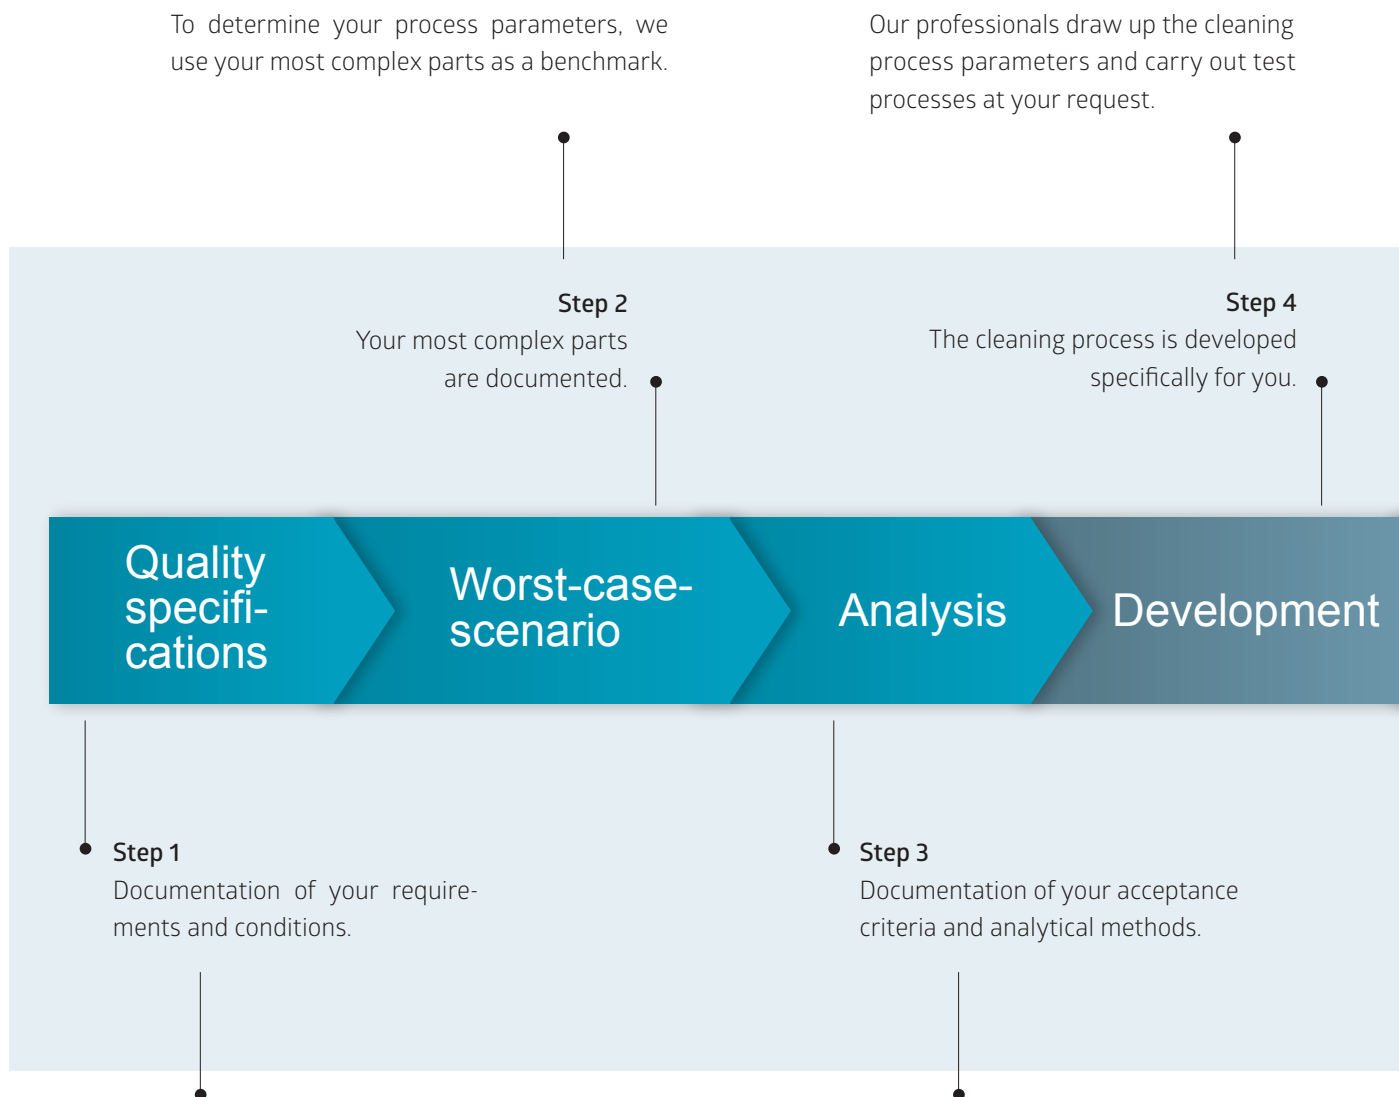 To determine your process parameters, we
use your most complex parts as a benchmark.
Our professionals draw up the cleaning
process parameters and carry out test
processes at your request.
Step 2
Your most complex parts
are documented.
Step 4
The cleaning process is developed
specifically for you.
Quality
specifi-
cations
Worst-case-
scenario
Analysis
Development
Step 1
Documentation of your require-
ments and conditions.
Step 3
Documentation of your acceptance
criteria and analytical methods.